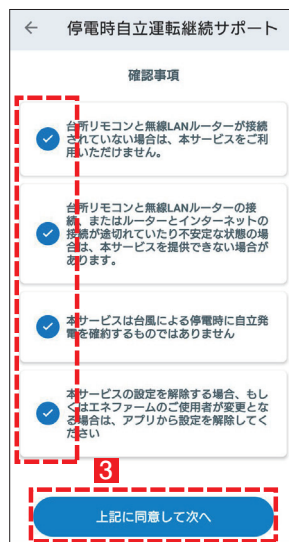 ← 停電時自立運転継続サポート
確認事項
台所リモコンと無線LANルーターが接続
されていない場合は、本サービスをご利
用いただけません。
台所リモコンと無線LANルーターの接
続、またはルーターとインターネットの
接続が途切れていたり不安定な状態の場
合は、本サービスを提供できない場合が
あります。
本サービスは台風による停電時に自立発
電を確約するものではありません
本サービスの設定を解除する場合、もし
くはエネファームのご使用者が変更とな
る場合は、アプリから設定を解除してく
ださい
3
上記に同意して次へ